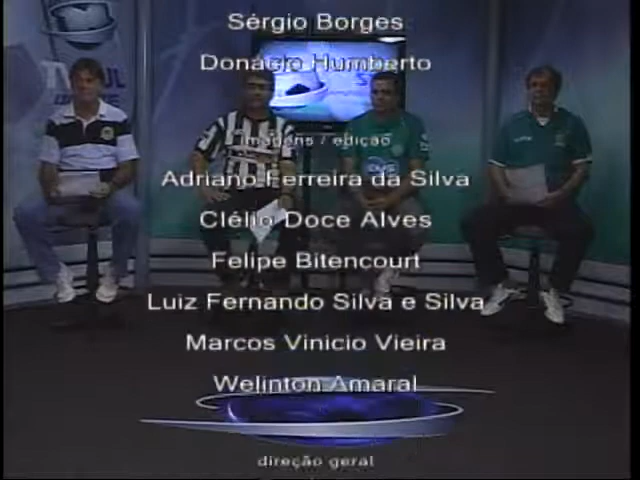 Sérgio Borges
Donacio Humberto
imagens / edição
Adriano Ferreira da Silva
Clélio Doce Alves
Felipe Bitencourt
Luiz Fernando Silva e Silva
Marcos Vinicio Vieira
Welinton Amaral
direção geral